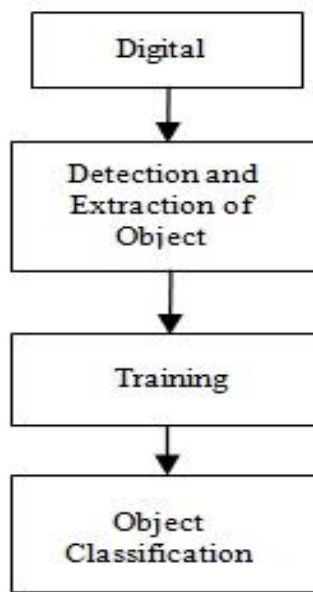 Digital
Detection and
Extraction of
Object
Training
Object
Classification